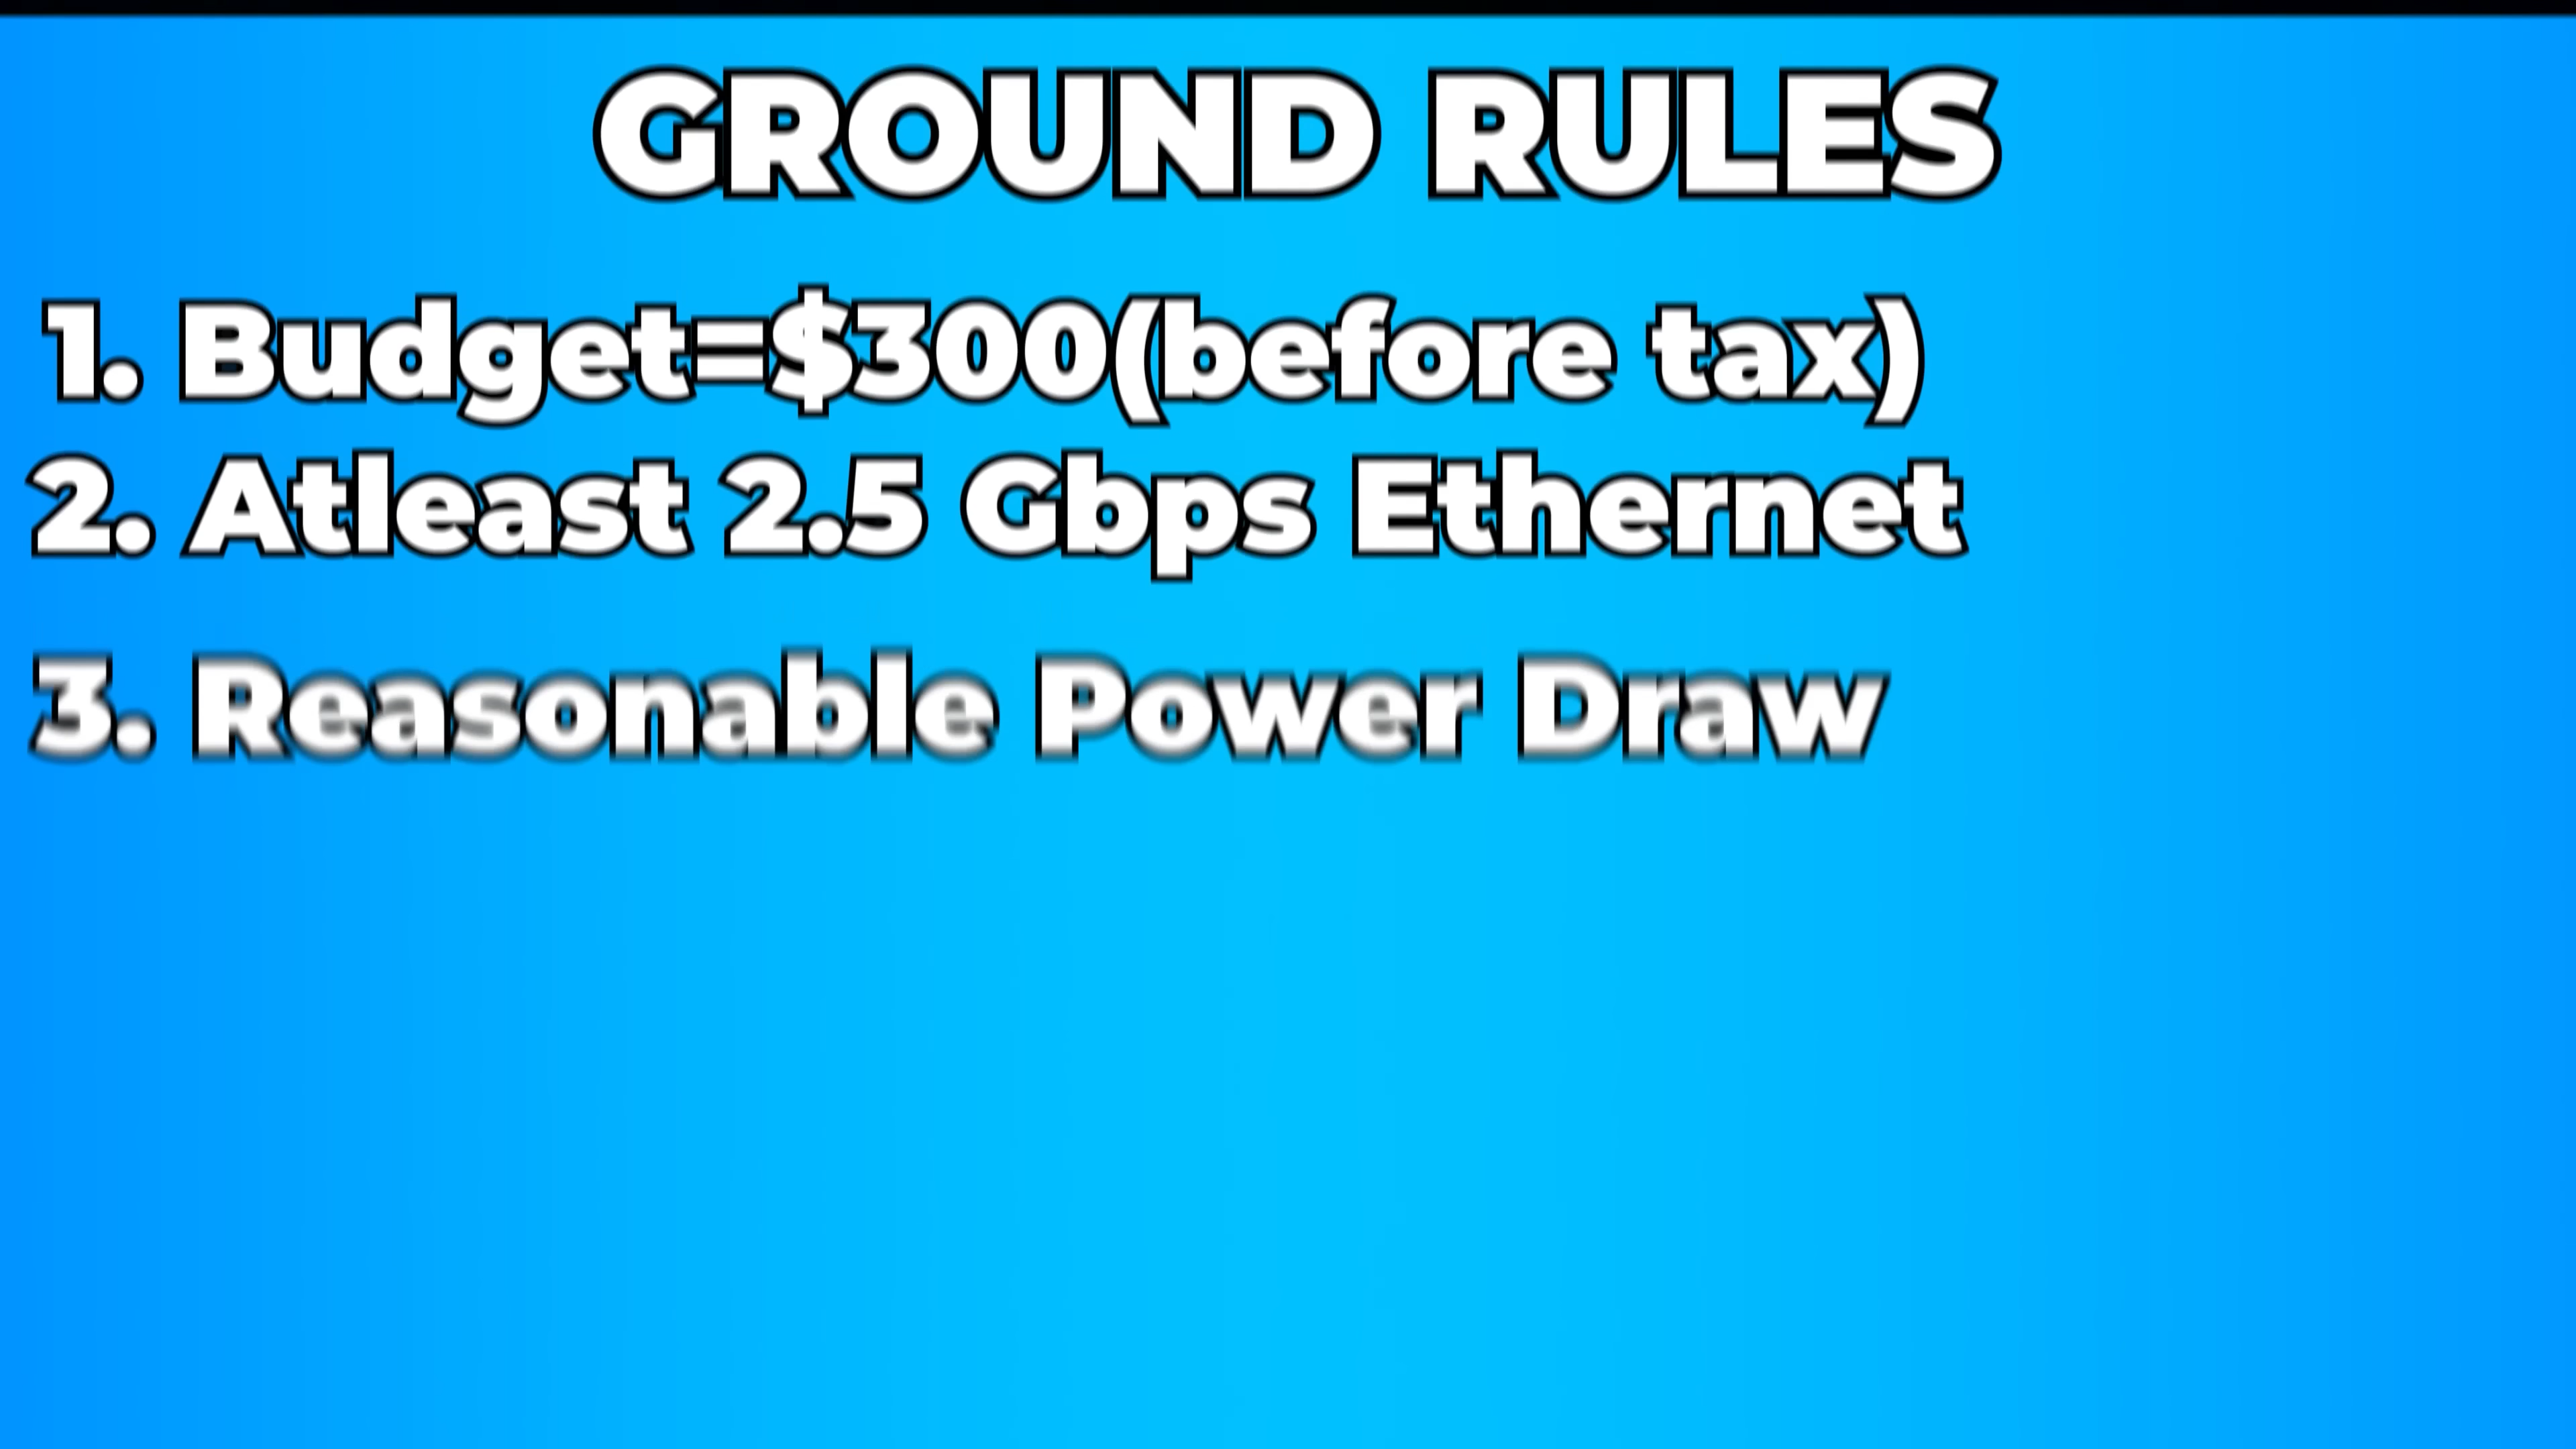 GROUND RULES
1. Budget=$300(before tax)
2. Atleast 2.5 Gbps Ethernet
3. Reasonable Power Draw